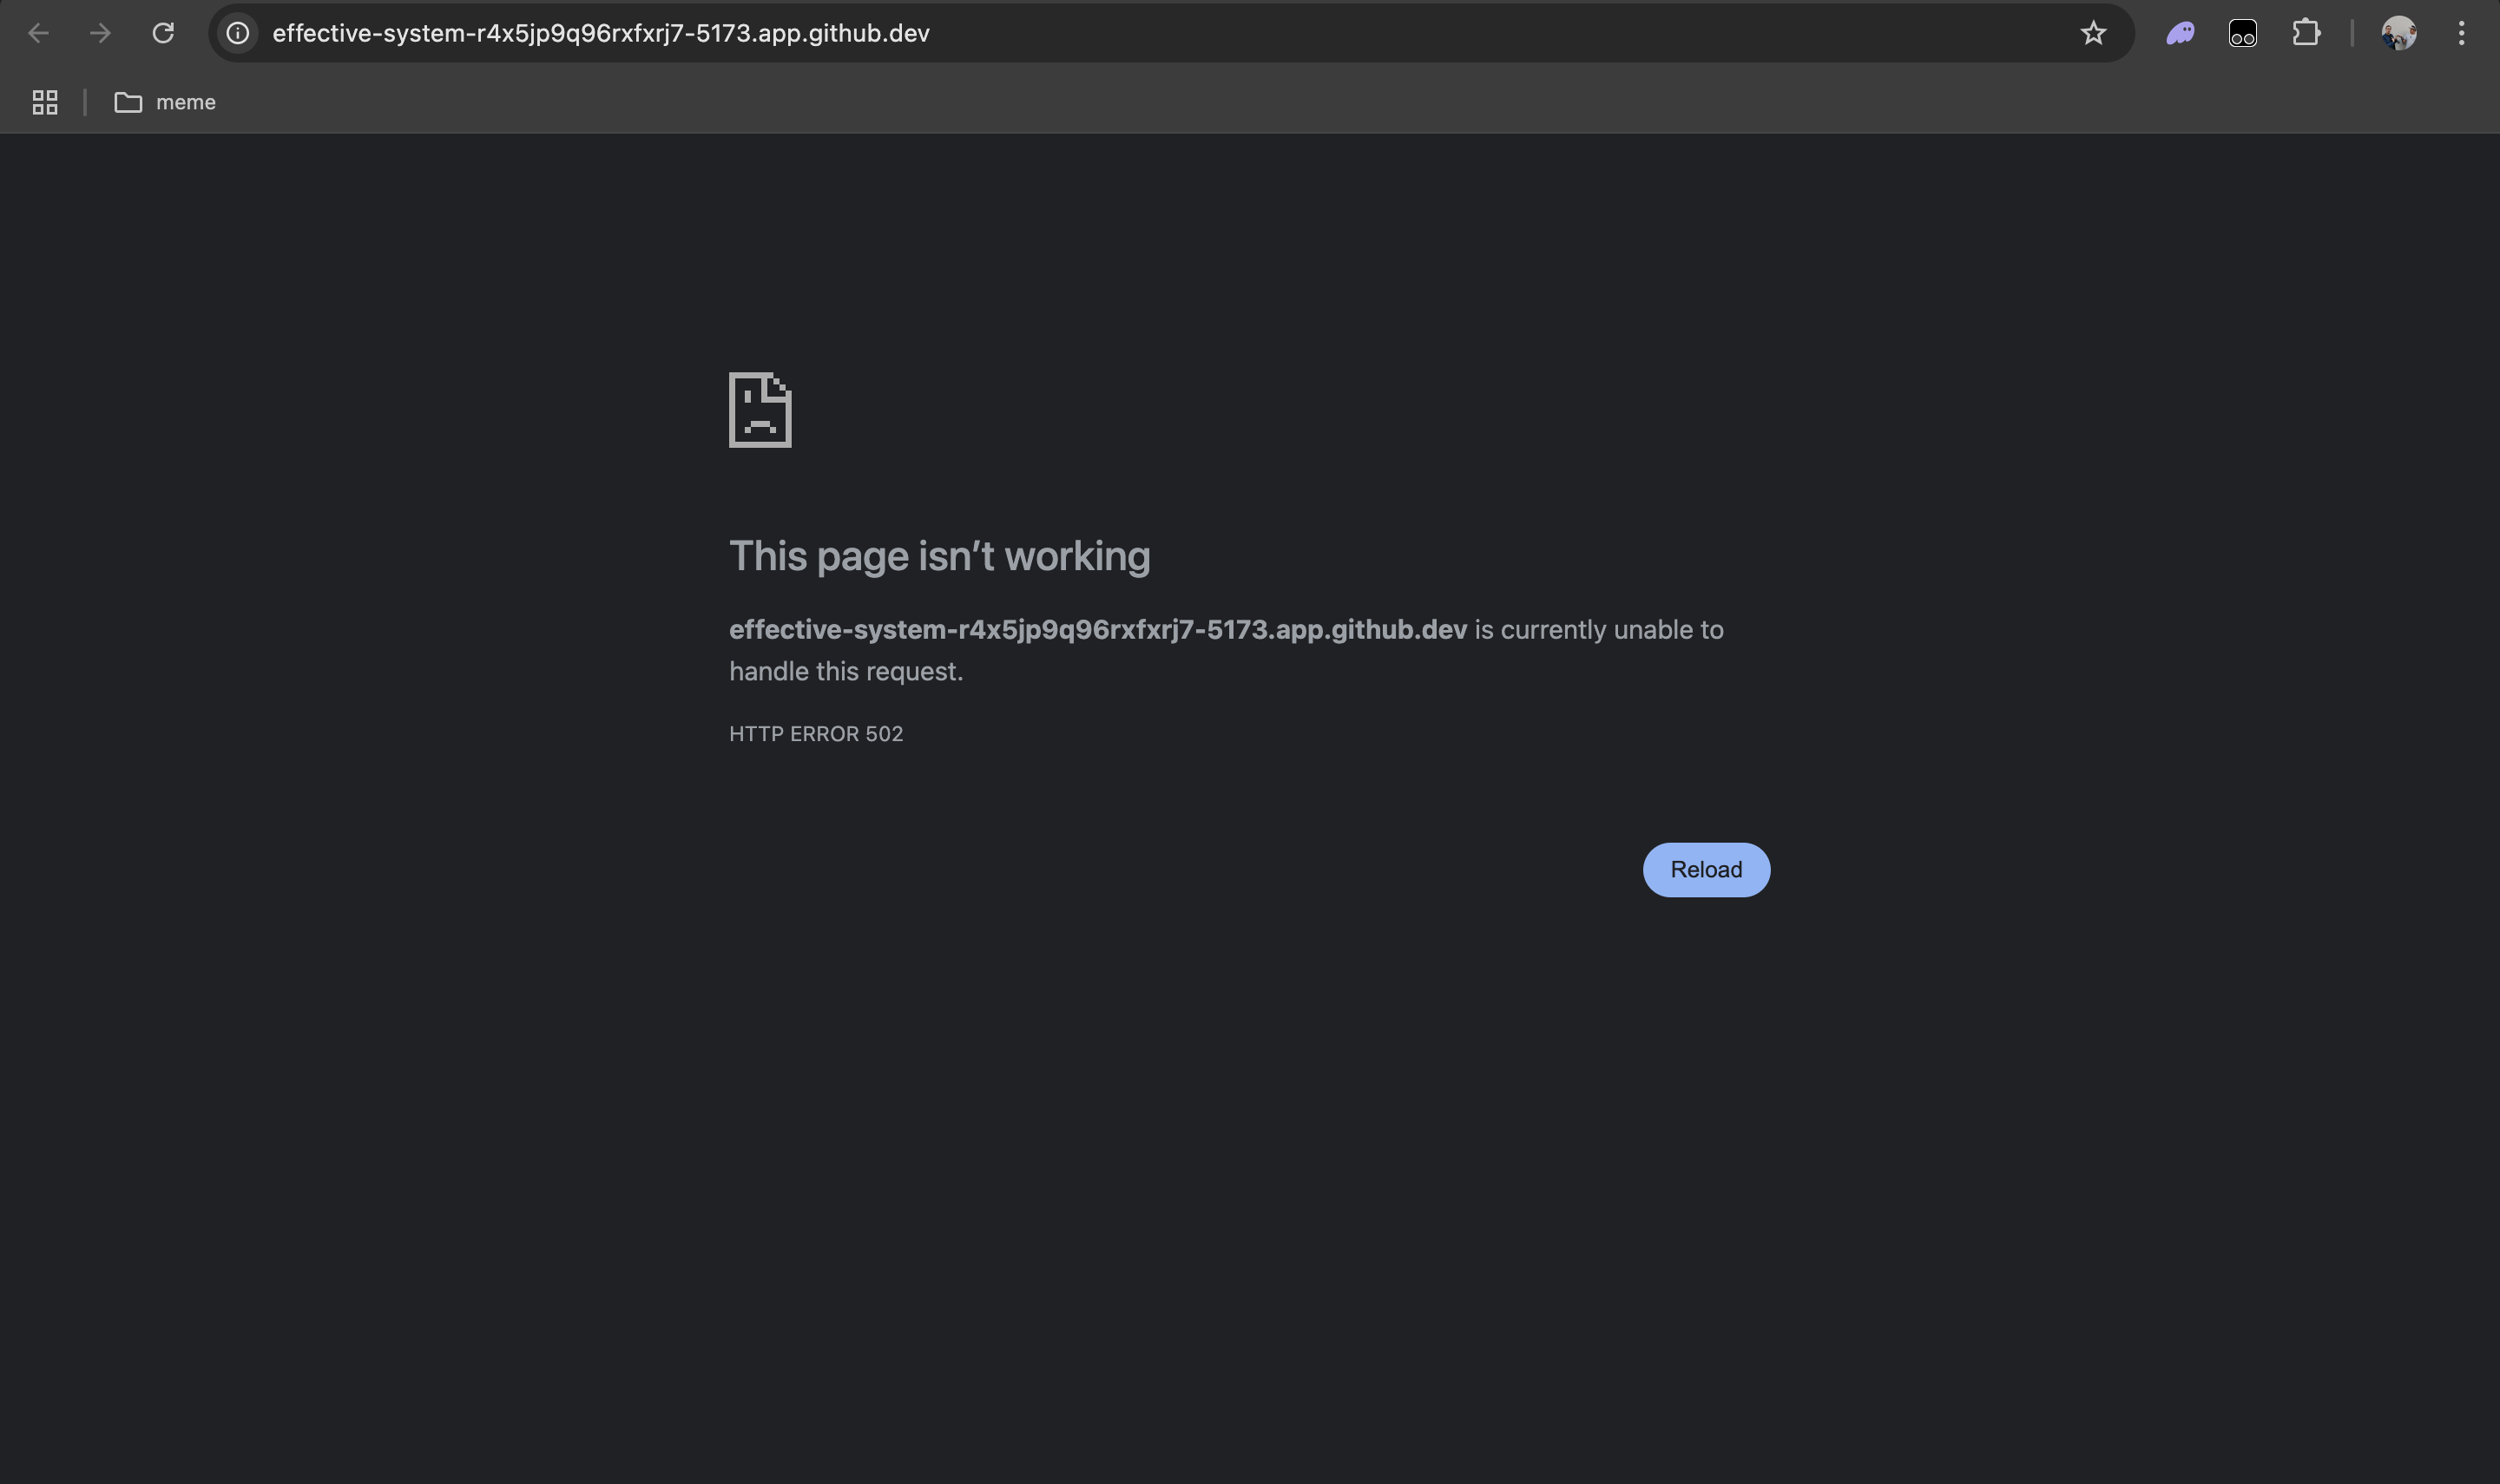 effective-system-r4x5jp9q96rxfxrj7-5173.app.github.dev
meme
This page isn’t working
effective-system-r4x5jp9q96rxfxrj7-5173.app.github.dev is currently unable to
handle this request.
HTTP ERROR 502
Reload